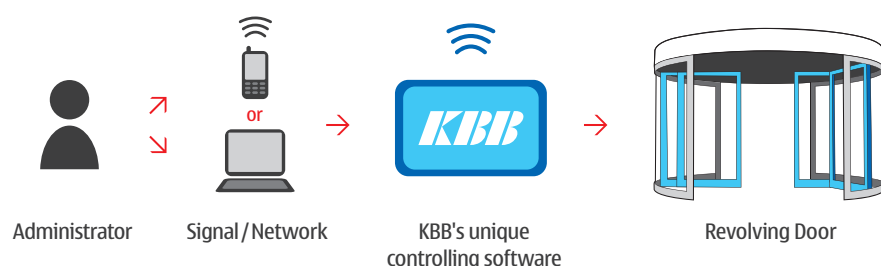 or
KBB
Administrator
Signal/Network
KBB's unique
controlling software
Revolving Door